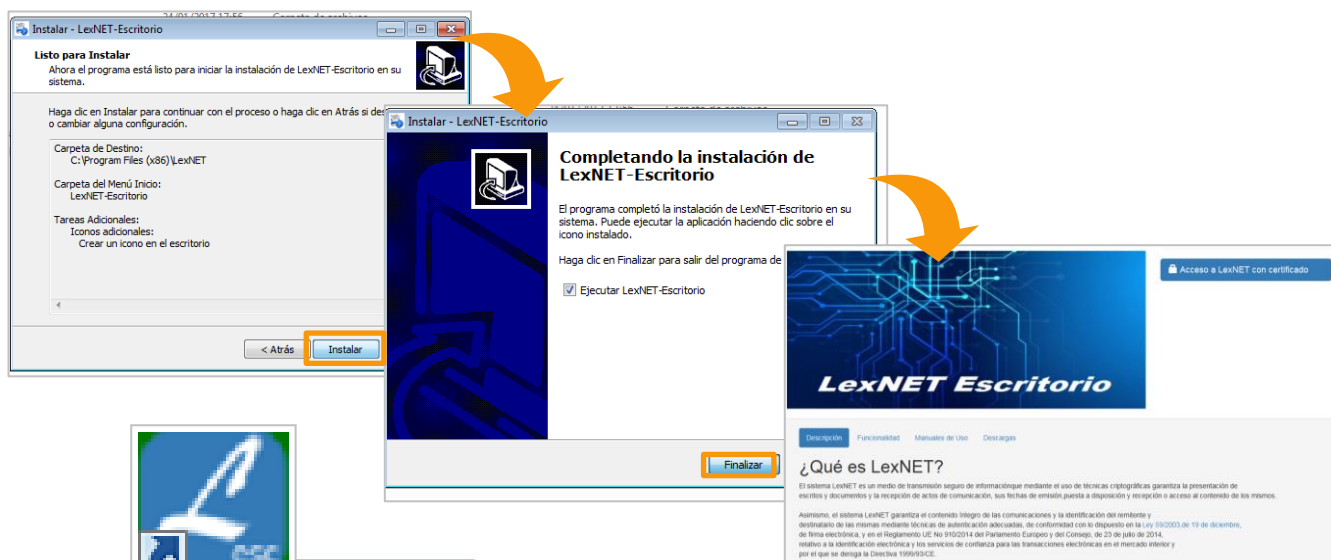 24/01/2017 17:56 Carpeta de archivos
Instalar - LexNET-Escritorio
Listo para Instalar
Ahora el programa está listo para iniciar la instalación de LexNET-Escritorio en su
sistema.
Haga clic en Instalar para continuar con el proceso o haga clic en Atrás si
o cambiar alguna configuración.
Carpeta de Destino:
C:\Program Files (x86)\LexNET
Carpeta del Menú Inicio:
LexNET-Escritorio
Tareas Adicionales:
Iconos adicionales:
Crear un icono en el escritorio
< Atrás
Instalar
Instalar - LexNET-Escritorio
Completando la instalación de
LexNET-Escritorio
El programa completó la instalación de LexNET-Escritorio en su
sistema. Puede ejecutar la aplicación haciendo clic sobre el
icono instalado.
Haga clic en Finalizar para salir del programa de
Ejecutar LexNET-Escritorio
Finalizar
Acceso a LexNET con certificado
LexNET Escritorio
Descripción Funcionalidad Manuales de Uso Descargas
¿Qué es LexNET?
El sistema LexNET es un medio de transmisión seguro de informaciónque mediante el uso de técnicas criptográficas garantiza la presentación de
escritos y documentos y la recepción de actos de comunicación, sus fechas de emisión,puesta a disposición y recepción o acceso al contenido de los mismos.
Asimismo, el sistema LexNET garantiza el contenido íntegro de las comunicaciones y la identificación del remitente y
destinatario de las mismas mediante técnicas de autenticación adecuadas, de conformidad con lo dispuesto en la Ley 59/2003,de 19 de diciembre,
de firma electrónica, y en el Reglamento UE No 910/2014 del Parlamento Europeo y del Consejo, de 23 de julio de 2014,
relativo a la identificación electrónica y los servicios de confianza para las transacciones electrónicas en el mercado interior y
por el que se deroga la Directiva 1999/93/CE.
L
esc